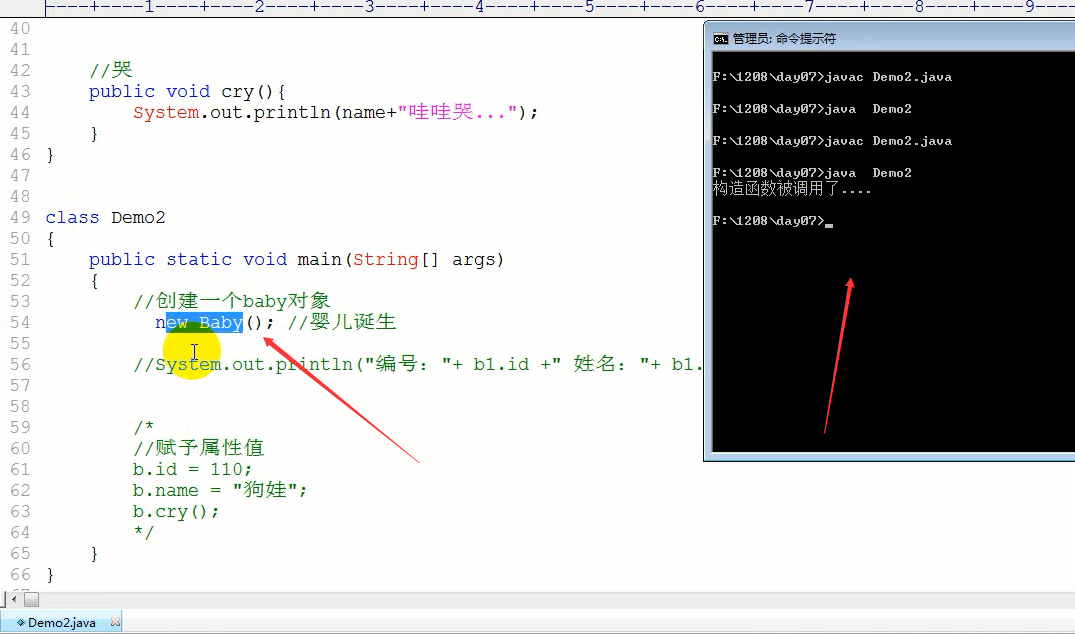 ----+----1----+----2----+----3----+----4----+----5----+----6----+----7----+----8----+----9--
40
41
42 //哭
43 public void cry(){
44 System.out.println(name+"哇哇哭...");
45 }
46 }
47
48
49 class Demo2
50 {
51 public static void main(String[] args)
52 {
53 //创建一个baby对象
54 new Baby(); //婴儿诞生
55
56 //System.out.println("编号："+ b1.id +" 姓名："+ b1.
57
58
59 /*
60 //赋予属性值
61 b.id = 110;
62 b.name = "狗娃";
63 b.cry();
64 */
65 }
66 }
Demo2.java
管理员: 命令提示符
F:\1208\day07>javac Demo2.java
F:\1208\day07>java  Demo2
F:\1208\day07>javac Demo2.java
F:\1208\day07>java  Demo2
构造函数被调用了....
F:\1208\day07>